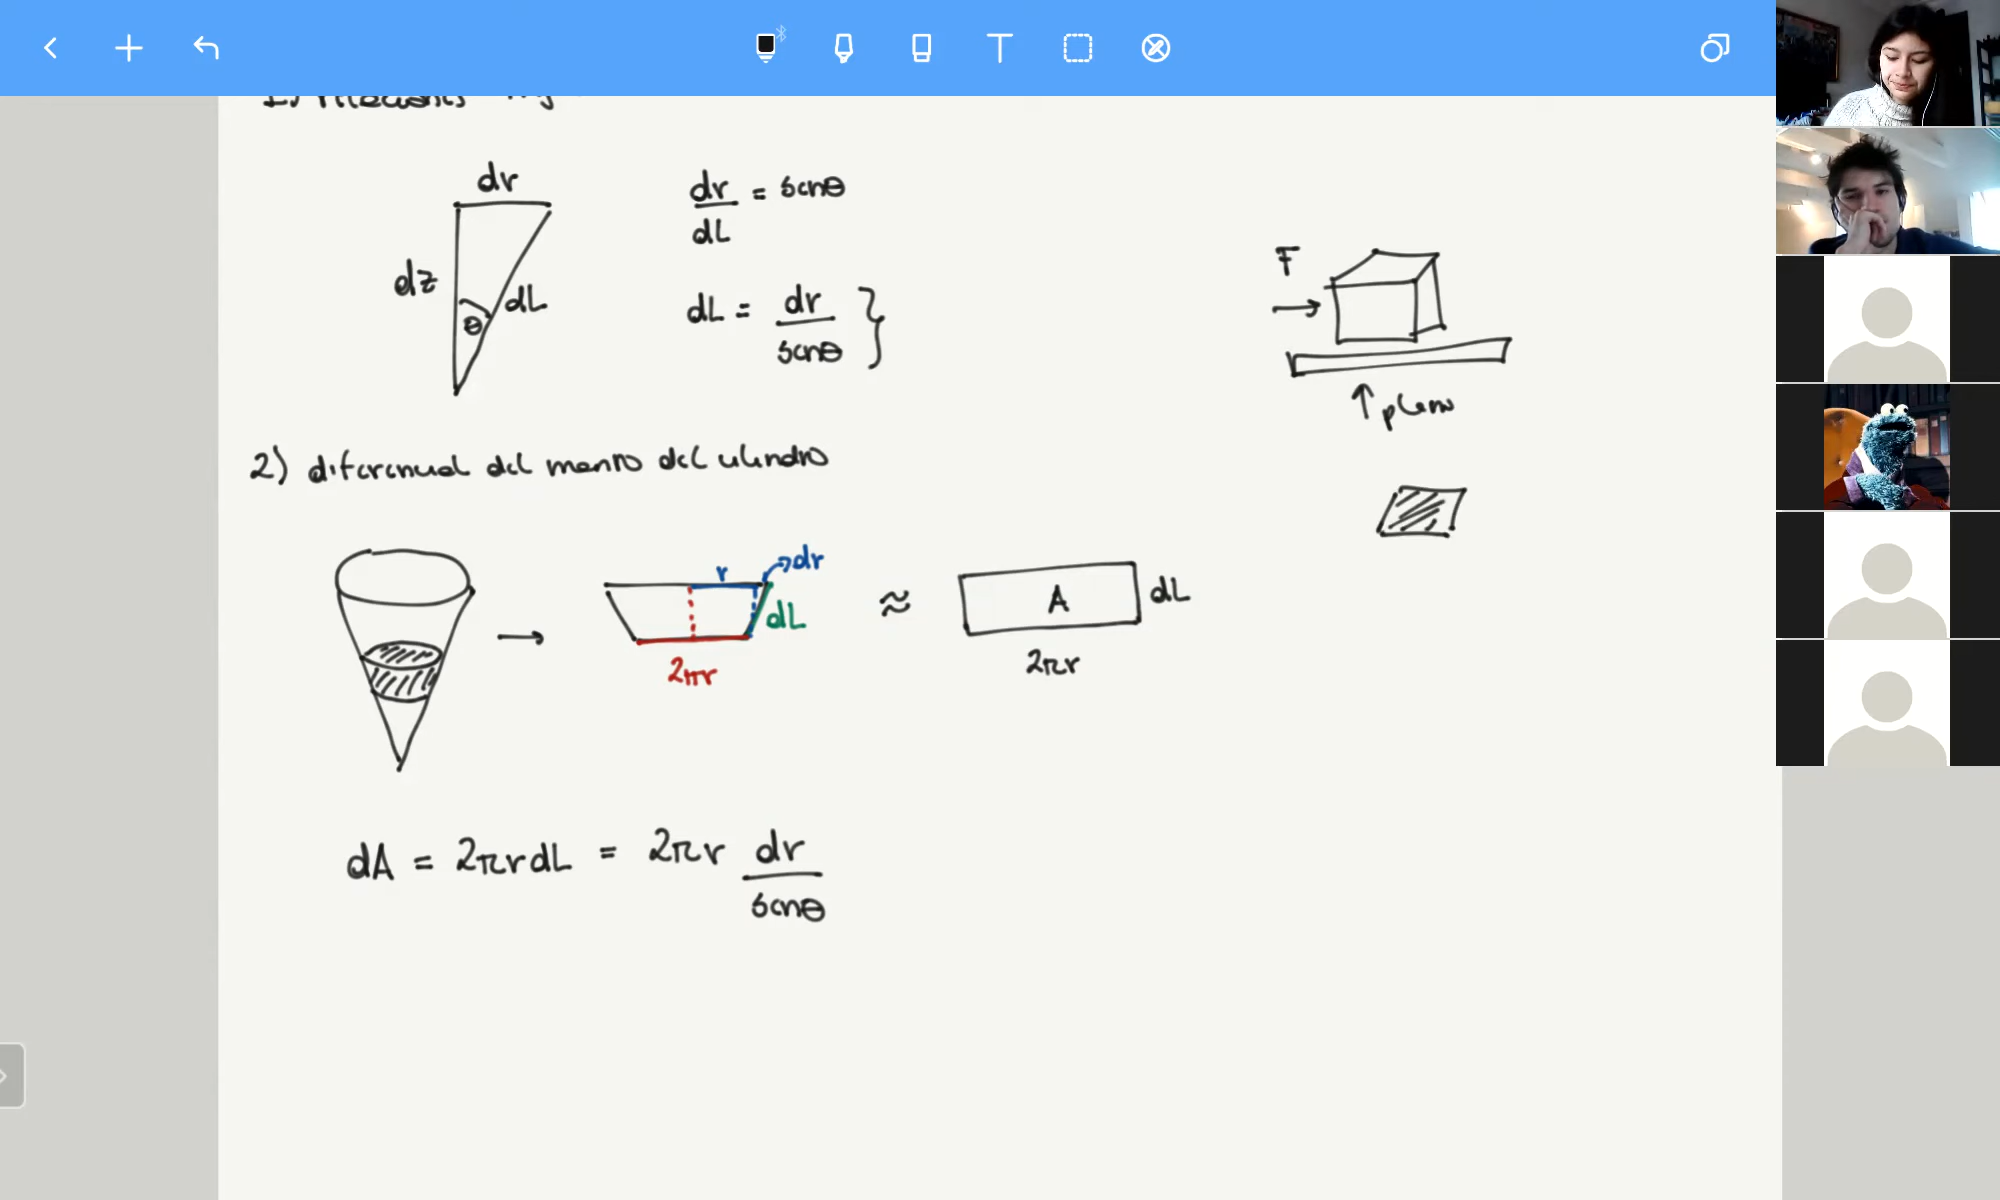 dr
dr/dL = senθ
dz
dL
θ
dL = dr/senθ }
F
↑ plano
2) diferencial del manto del cilindro
r
dr
dL
2πr
≈
A
dL
2πr
dA = 2πrdL = 2πr dr/senθ